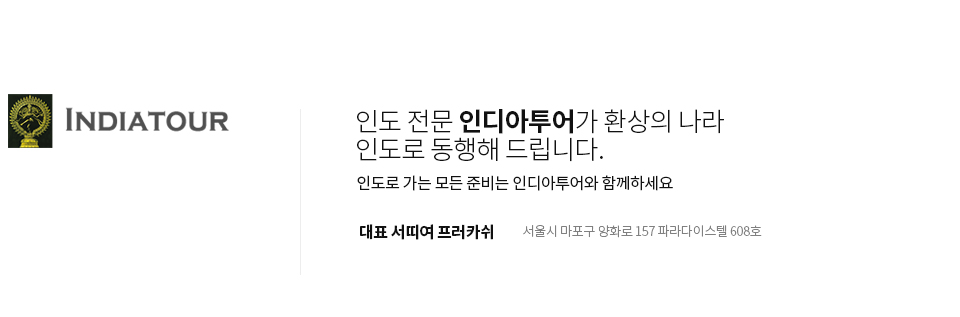 INDIATOUR
인도 전문 인디아투어가 환상의 나라
인도로 동행해 드립니다.
인도로 가는 모든 준비는 인디아투어와 함께하세요
대표 서띠여 프러카쉬 서울시 마포구 양화로 157 파라다이스텔 608호